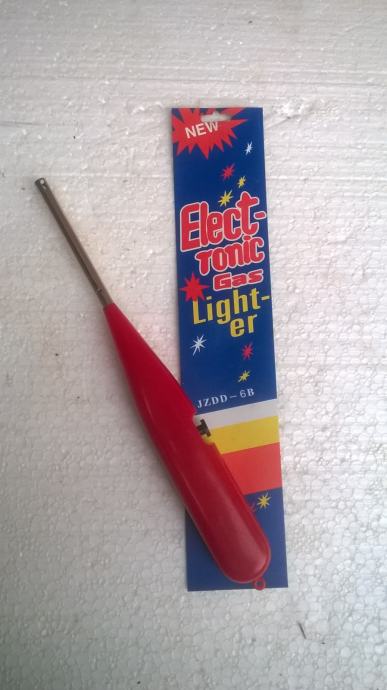 NEW
Elect-
Tonic
Gas
Light-
er
JZDD-6B